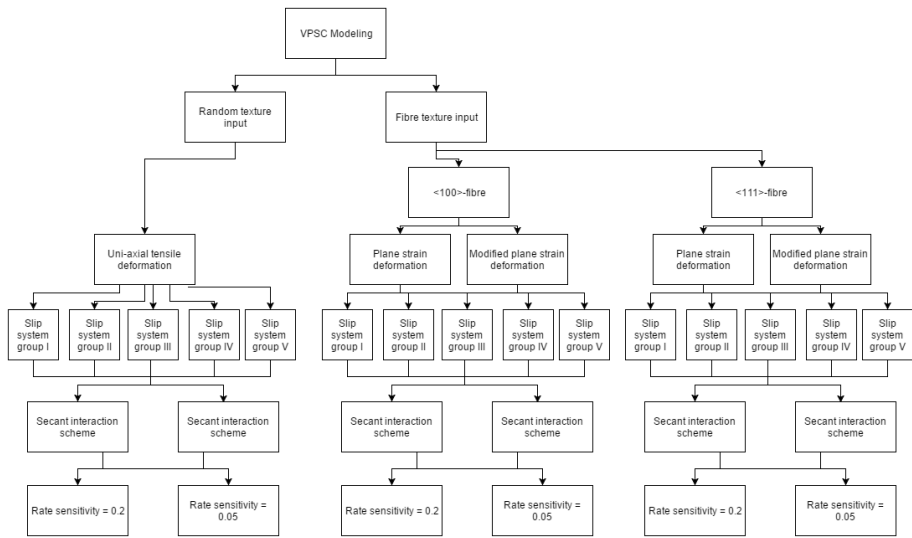 VPSC Modeling
Random texture
input
Fibre texture input
<100>-fibre
<111>-fibre
Uni-axial tensile
deformation
Plane strain
deformation
Modified plane strain
deformation
Plane strain
deformation
Modified plane strain
deformation
Slip
system
group I
Slip
system
group II
Slip
system
group III
Slip
system
group IV
Slip
system
group V
Slip
system
group I
Slip
system
group II
Slip
system
group III
Slip
system
group IV
Slip
system
group V
Slip
system
group I
Slip
system
group II
Slip
system
group III
Slip
system
group IV
Slip
system
group V
Secant interaction
scheme
Secant interaction
scheme
Secant interaction
scheme
Secant interaction
scheme
Secant interaction
scheme
Secant interaction
scheme
Rate sensitivity = 0.2
Rate sensitivity =
0.05
Rate sensitivity = 0.2
Rate sensitivity =
0.05
Rate sensitivity = 0.2
Rate sensitivity =
0.05